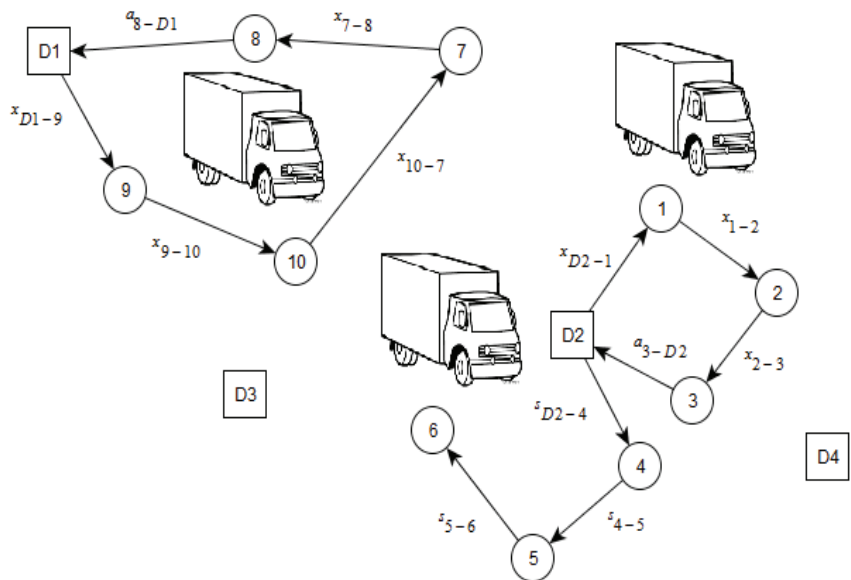 a8-D1
x7-8
8
7
D1
xD1-9
x10-7
9
1
x1-2
x9-10
10
xD2-1
2
D2
a3-D2
x2-3
D3
sD2-4
3
6
4
D4
s5-6
s4-5
5